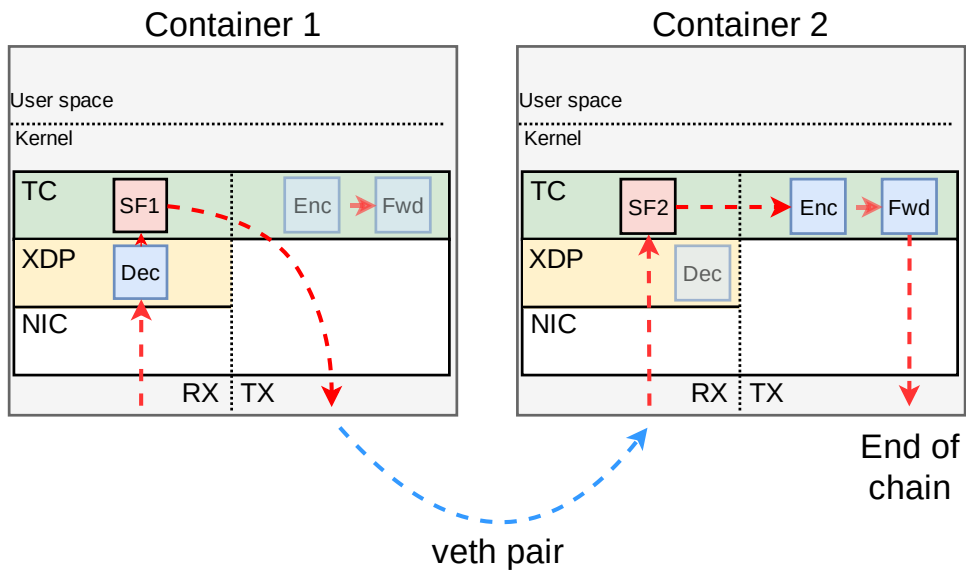 Container 1
Container 2
User space
Kernel
User space
Kernel
TC
SF1
Enc
Fwd
TC
SF2
Enc
Fwd
XDP
Dec
XDP
Dec
NIC
NIC
RX
TX
RX
TX
End of
chain
veth pair